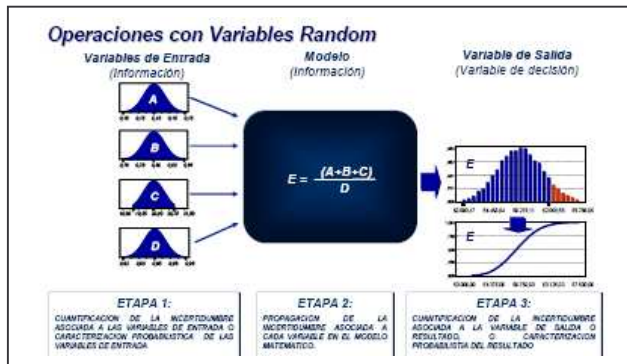 Operaciones con Variables Random
Variables de Entrada
(Información)
Modelo
(Información)
Variable de Salida
(Variable de decisión)
A
B
C
D
E = (A+B+C)
D
E
E
ETAPA 1:
CUANTIFICACION DE LA INCERTIDUMBRE
ASOCIADA A LAS VARIABLES DE ENTRADA O
CARACTERIZACION PROBABILISTICA DE LAS
VARIABLES DE ENTRADA
ETAPA 2:
PROPAGACION DE LA
INCERTIDUMBRE ASOCIADA A
CADA VARIABLE EN EL MODELO
MATEMATICO.
ETAPA 3:
CUANTIFICACION DE LA INCERTIDUMBRE
ASOCIADA A LA VARIABLE DE SALIDA O
RESULTADO, O CARACTERIZACION
PROBABILISTIA DEL RESULTADO